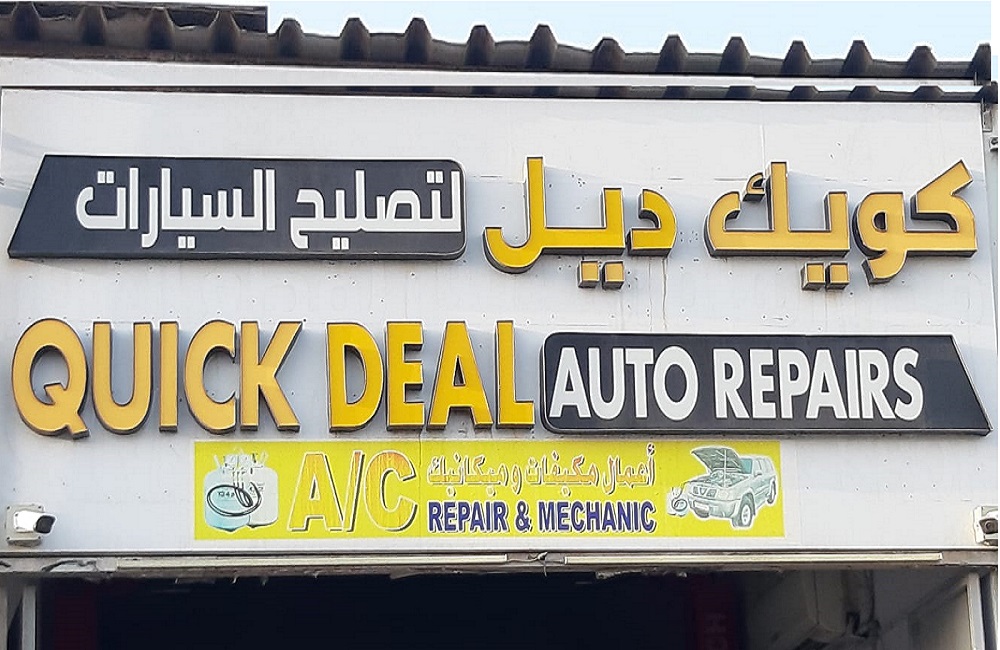 كويك ديل لتصليح السيارات
QUICK DEAL AUTO REPAIRS
A/C أعمال مكيفات وميكانيك
REPAIR & MECHANIC